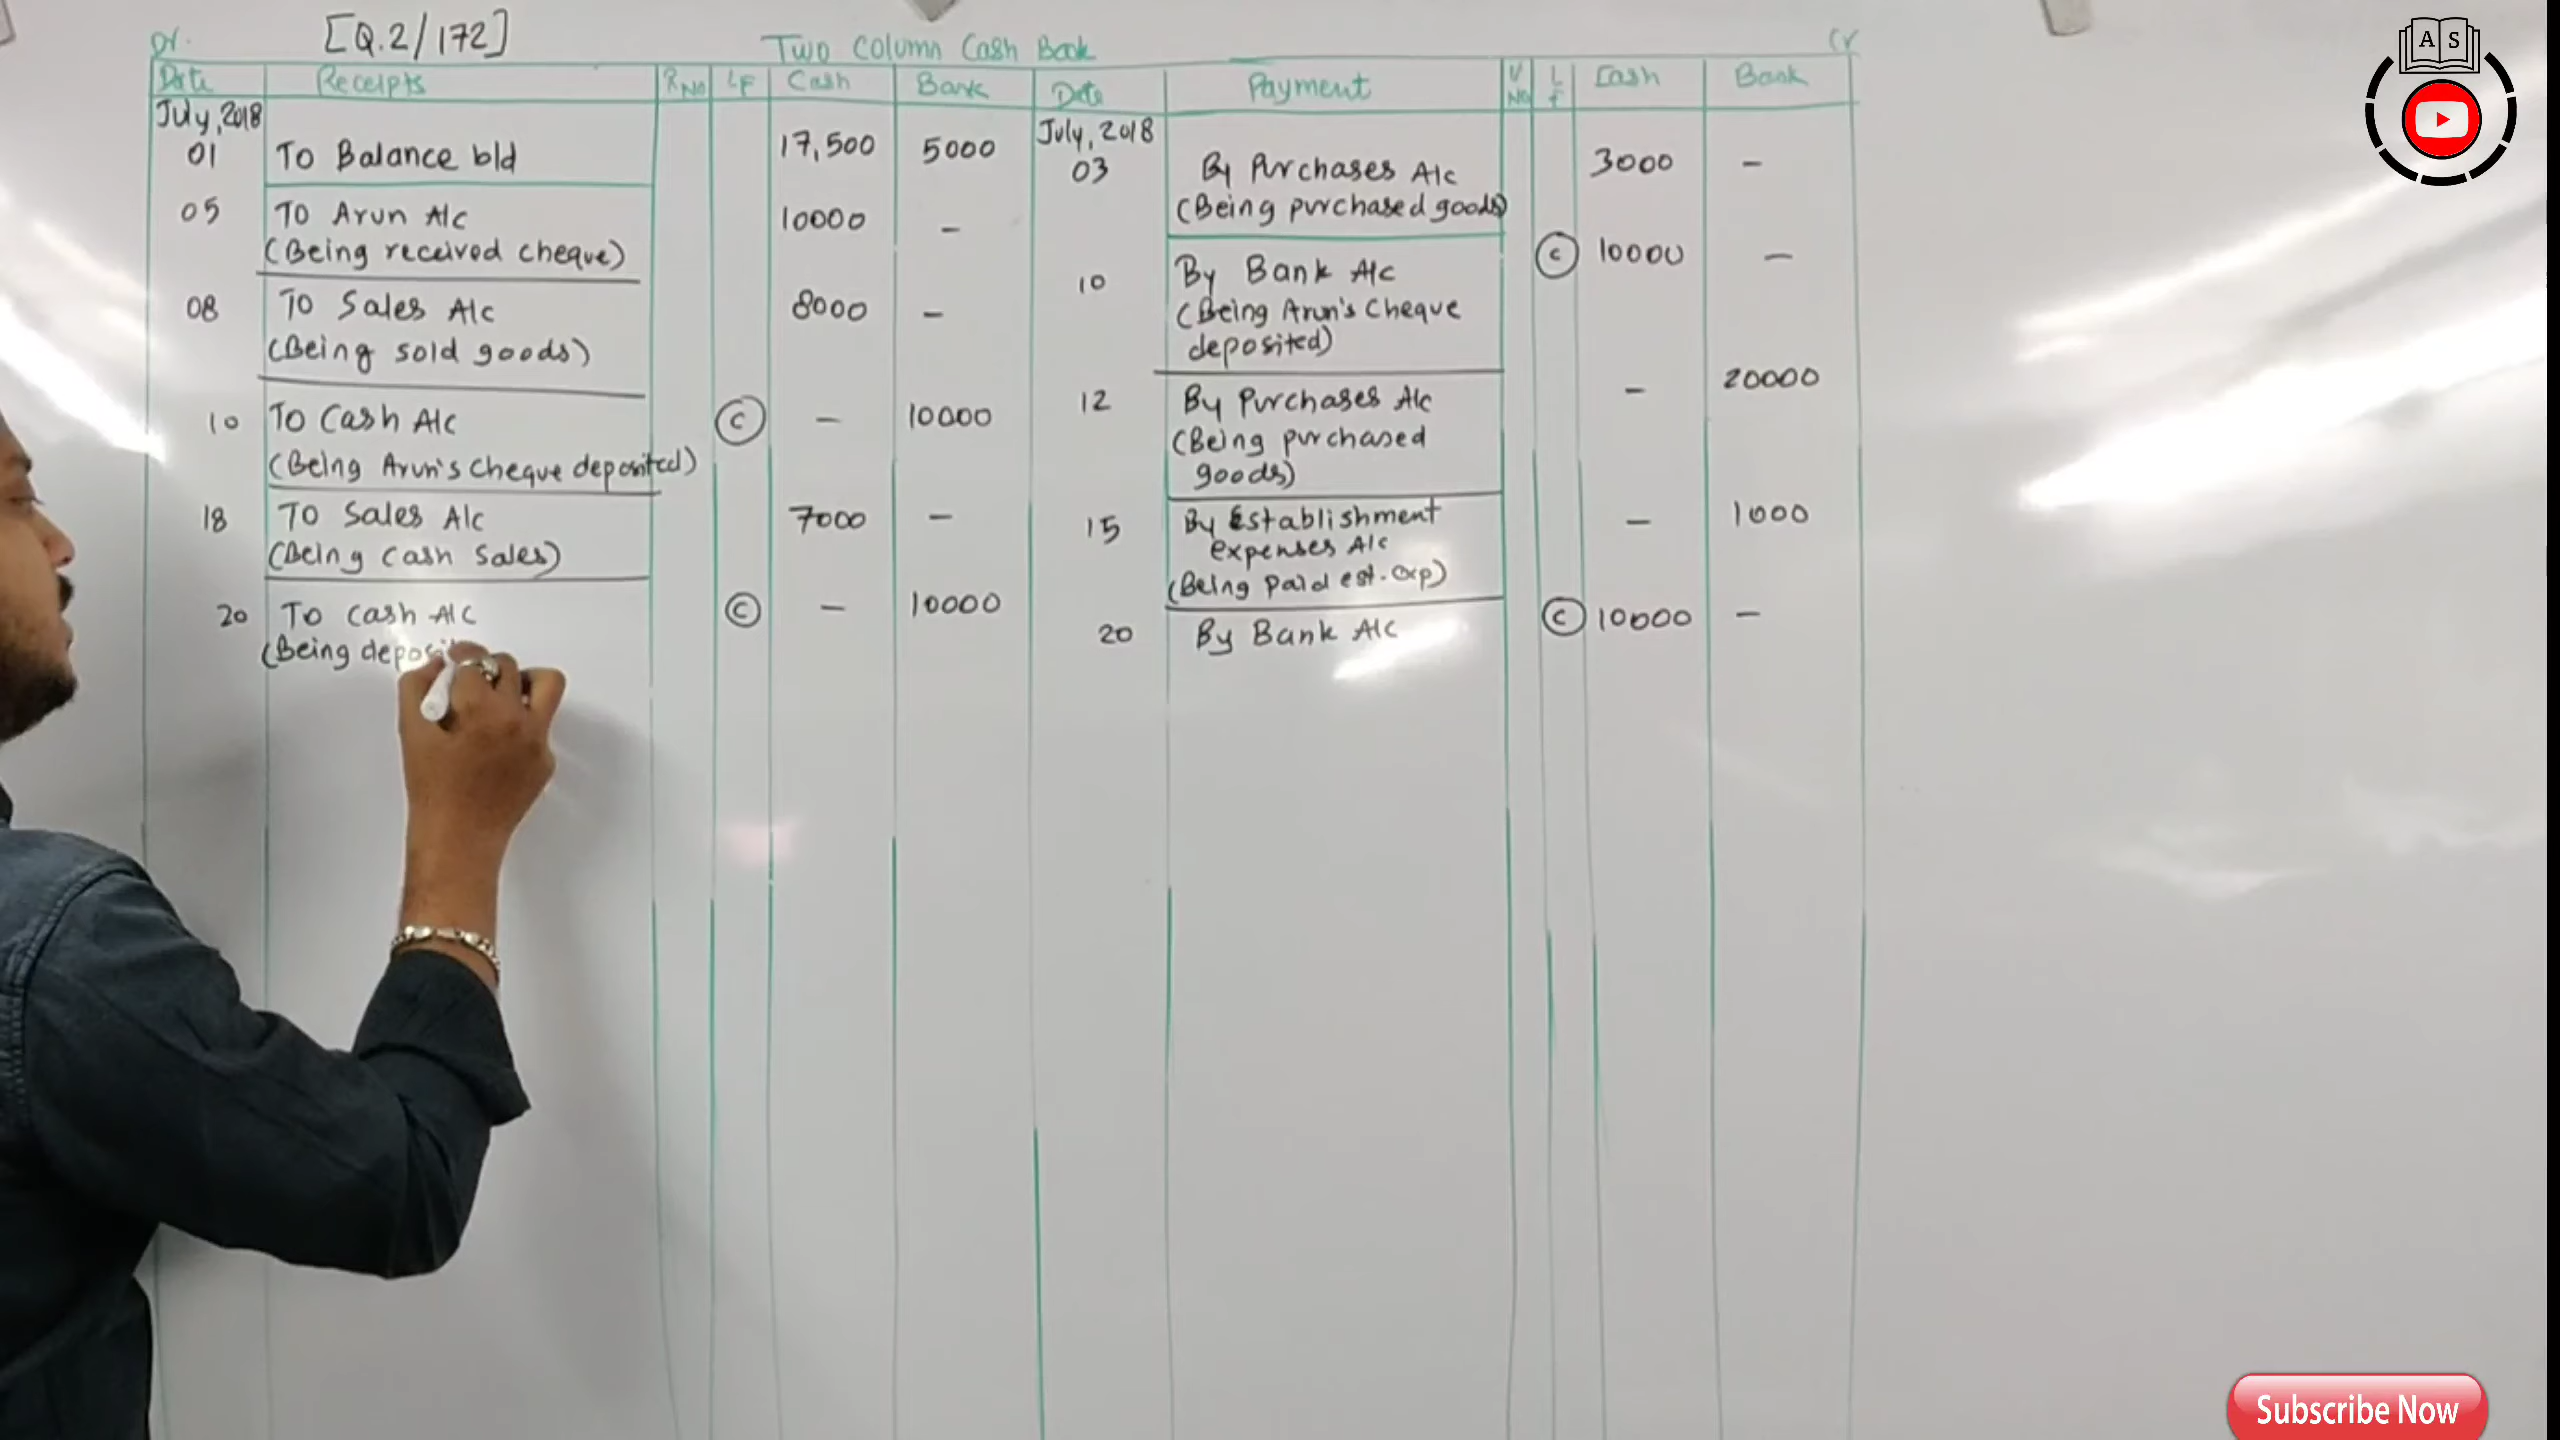 [Q.2/172]
Dr. Two Column Cash Book Cr
Date Receipts R No LF Cash Bank Date Payment V No L F Cash Bank
July, 2018
01 To Balance b/d 17,500 5000
05 To Arun A/c 10000 -
(Being received cheque)
08 To Sales A/c 8000 -
(Being sold goods)
10 To Cash A/c C - 10000
(Being Arun's cheque deposited)
18 To Sales A/c 7000 -
(Being cash sales)
20 To cash A/c C - 10000
(Being
July, 2018
03 By Purchases A/c 3000 -
(Being purchased goods)
10 By Bank A/c C 10000 -
(Being Arun's Cheque
deposited)
12 By Purchases A/c - 20000
(Being purchased
goods)
15 By Establishment - 1000
expenses A/c
(Being paid est. exp)
20 By Bank A/c C 10000 -
A S
Subscribe Now